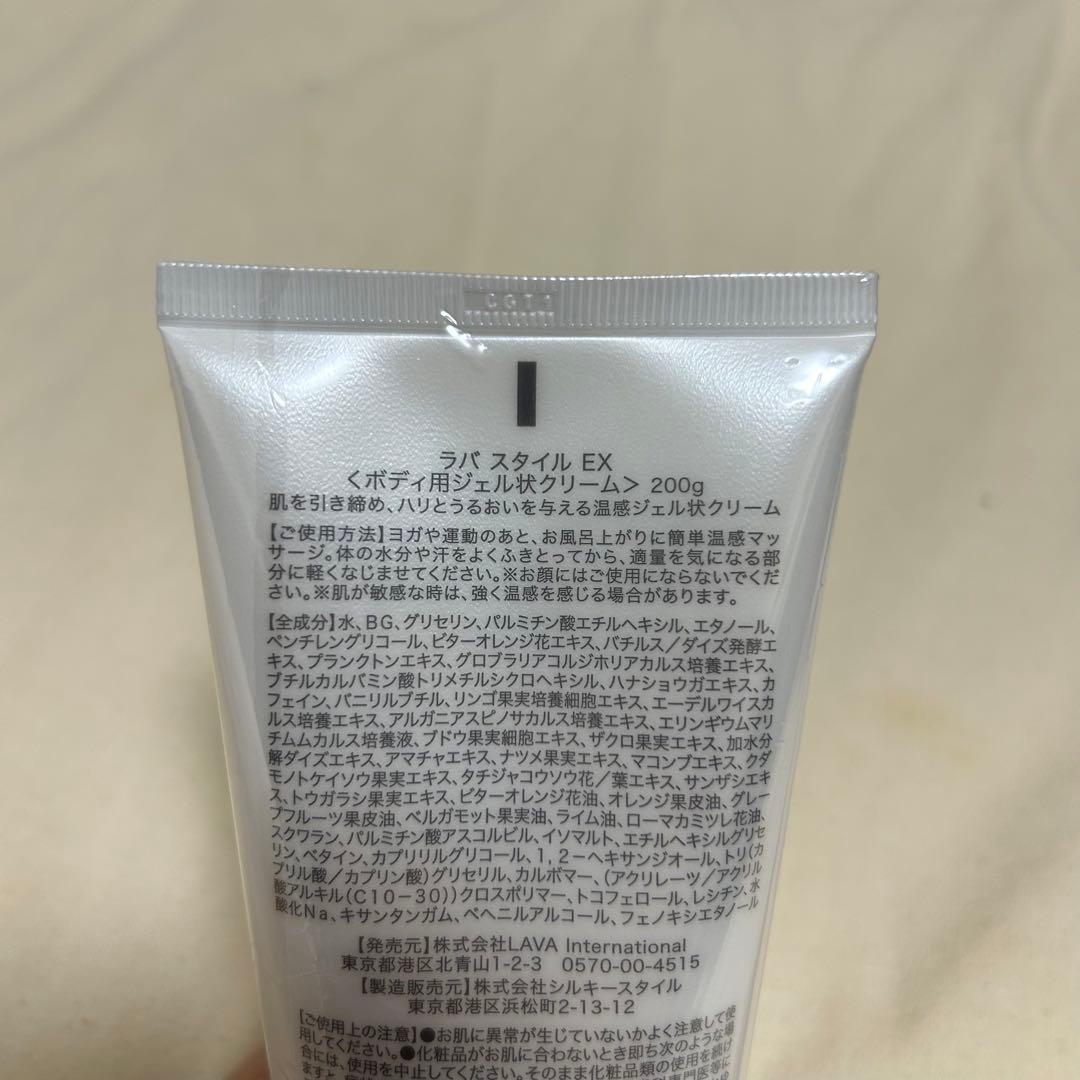 CGT
ラバ スタイル EX
<ボディ用ジェル状クリーム> 200g
肌を引き締め、ハリとうるおいを与える温感ジェル状クリーム
【ご使用方法】ヨガや運動のあと、お風呂上がりに簡単温感マッ
サージ。体の水分や汗をよくふきとってから、適量を気になる部
分に軽くなじませてください。※お顔にはご使用にならないでくだ
さい。※肌が敏感な時は、強く温感を感じる場合があります。
【全成分】水、BG、グリセリン、パルミチン酸エチルヘキシル、エタノール、
ペンチレングリコール、ビターオレンジ花エキス、バチルス/ダイズ発酵エ
キス、プランクトンエキス、グロブラリアコルジホリアカルス培養エキス、
ブチルカルバミン酸トリメチルシクロヘキシル、ハナショウガエキス、カ
フェイン、バニリルブチル、リンゴ果実培養細胞エキス、エーデルワイスカ
ルス培養エキス、アルガニアスピノサカルス培養エキス、エリンギウムマリ
チムムカルス培養液、ブドウ果実細胞エキス、ザクロ果実エキス、加水分
解ダイズエキス、アマチャエキス、ナツメ果実エキス、マコンブエキス、クダ
モノトケイソウ果実エキス、タチジャコウソウ花/葉エキス、サンザシエキ
ス、トウガラシ果実エキス、ビターオレンジ花油、オレンジ果皮油、グレー
プフルーツ果皮油、ベルガモット果実油、ライム油、ローマカミツレ花油、
スクワラン、パルミチン酸アスコルビル、イソマルト、エチルヘキシルグリセ
リン、ベタイン、カプリリルグリコール、1,2-ヘキサンジオール、トリ(カ
プリル酸/カプリン酸)グリセリル、カルボマー、(アクリレーツ/アクリル
酸アルキル(C10-30))クロスポリマー、トコフェロール、レシチン、水
酸化Na、キサンタンガム、ベヘニルアルコール、フェノキシエタノール
【発売元】株式会社LAVA International
東京都港区北青山1-2-3 0570-00-4515
【製造販売元】株式会社シルキースタイル
東京都港区浜松町2-13-12
【ご使用上の注意】●お肌に異常が生じていないかよく注意して使
用してください。●化粧品がお肌に合わないとき即ち次のような場
合には、使用を中止してください。そのまま化粧品類の使用を続け
ますと、